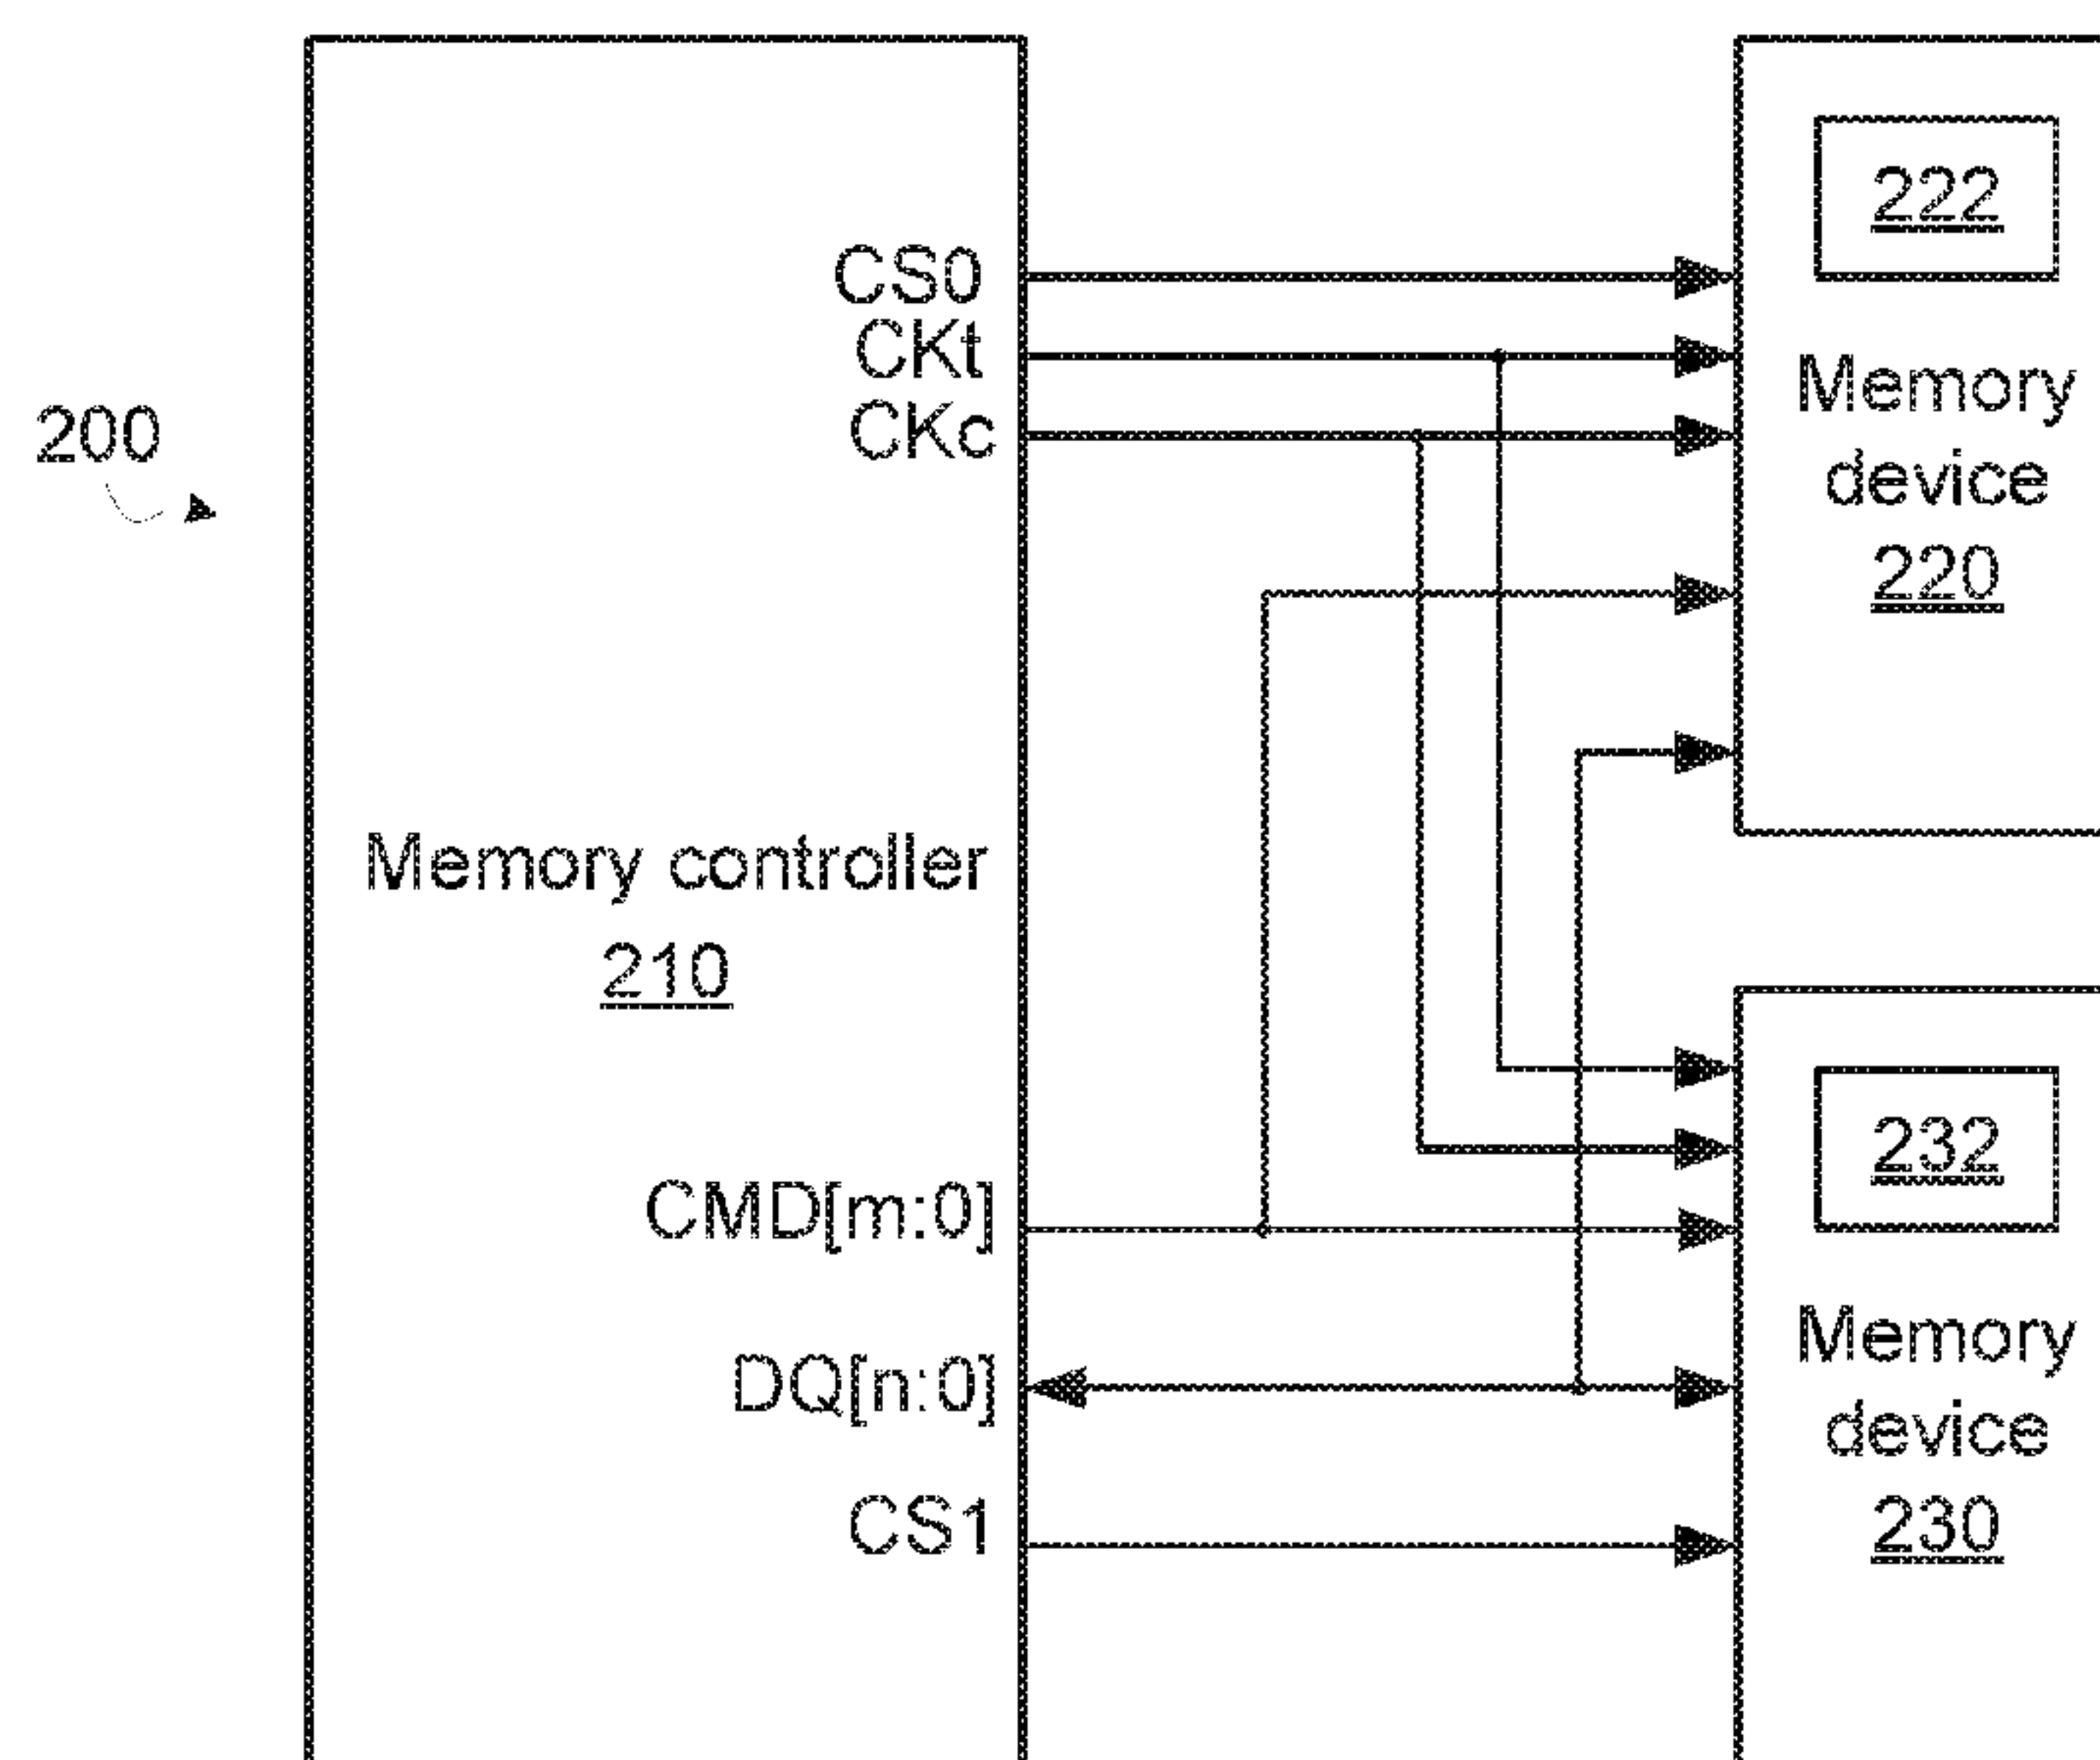 200
CS0
CKt
CKc
Memory controller
210
CMD[m:0]
DQ[n:0]
CS1
222
Memory
device
220
232
Memory
device
230